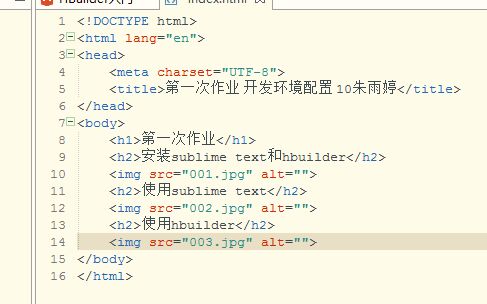 HBuilder入门
index.html
1 <!DOCTYPE html>
2 <html lang="en">
3 <head>
4 <meta charset="UTF-8">
5 <title>第一次作业 开发环境配置 10朱雨婷</title>
6 </head>
7 <body>
8 <h1>第一次作业</h1>
9 <h2>安装sublime text和hbuilder</h2>
10 <img src="001.jpg" alt="">
11 <h2>使用sublime text</h2>
12 <img src="002.jpg" alt="">
13 <h2>使用hbuilder</h2>
14 <img src="003.jpg" alt="">
15 </body>
16 </html>